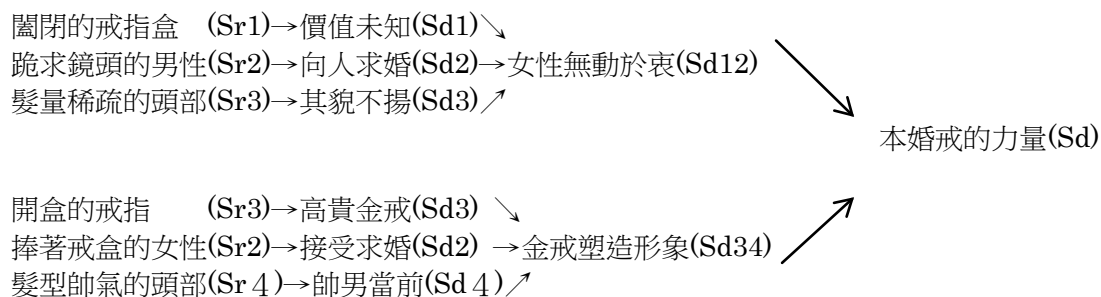 闔閉的戒指盒 (Sr1)→價值未知(Sd1)↘
跪求鏡頭的男性(Sr2)→向人求婚(Sd2)→女性無動於衷(Sd12)
髮量稀疏的頭部(Sr3)→其貌不揚(Sd3)↗
本婚戒的力量(Sd)
開盒的戒指 (Sr3)→高貴金戒(Sd3) ↘
捧著戒盒的女性(Sr2)→接受求婚(Sd2) →金戒塑造形象(Sd34)
髮型帥氣的頭部(Sr４)→帥男當前(Sd４)↗